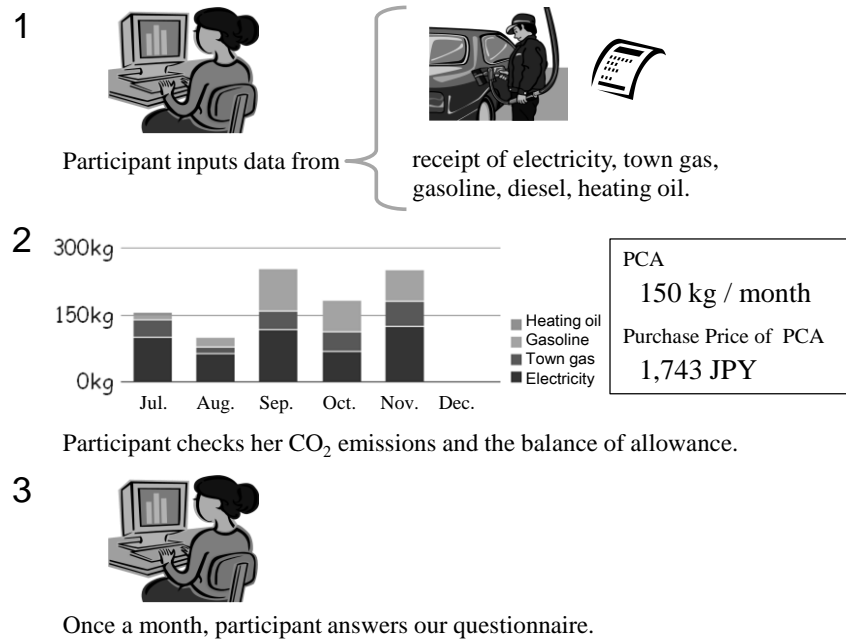 1
Participant inputs data from
receipt of electricity, town gas,
gasoline, diesel, heating oil.
2
300kg
150kg
0kg
Jul. Aug. Sep. Oct. Nov. Dec.
Heating oil
Gasoline
Town gas
Electricity
PCA
150 kg / month
Purchase Price of PCA
1,743 JPY
Participant checks her CO₂ emissions and the balance of allowance.
3
Once a month, participant answers our questionnaire.